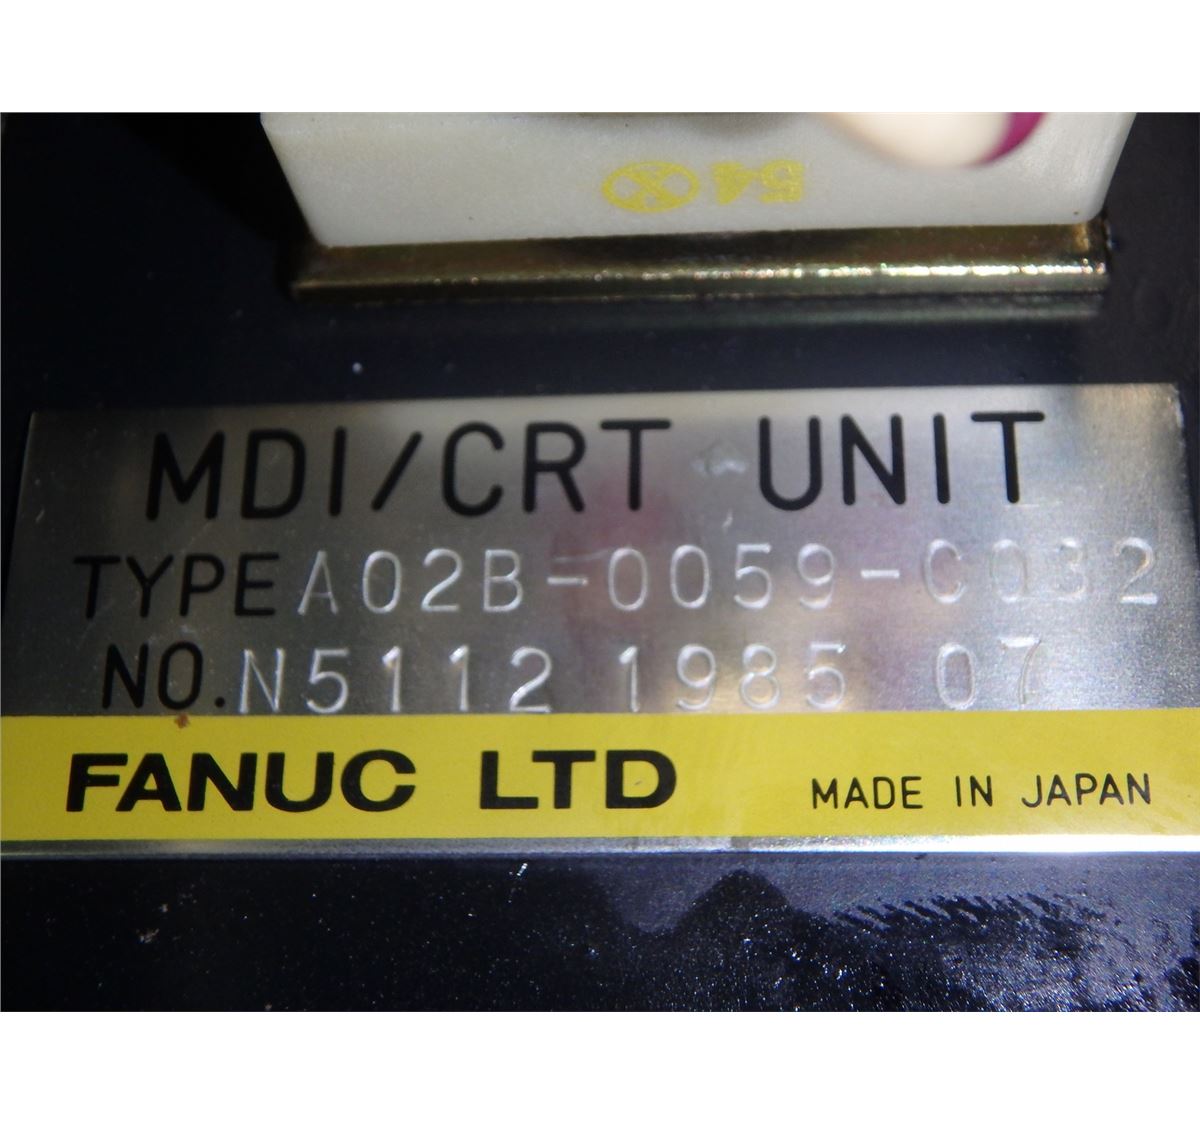 54
MDI/CRT UNIT
TYPE A02B-0059-C032
NO. N5112 1985 07
FANUC LTD MADE IN JAPAN